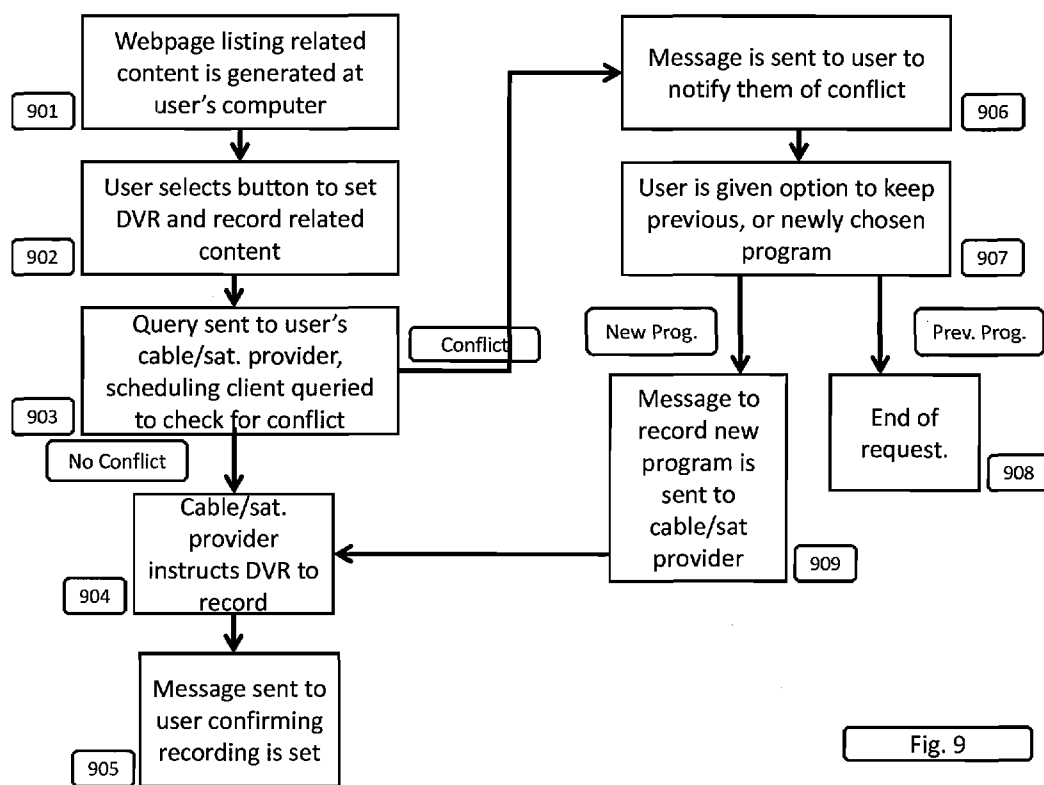 Webpage listing related
content is generated at
user's computer
901
User selects button to set
DVR and record related
content
902
Query sent to user's
cable/sat. provider,
scheduling client queried
to check for conflict
903
Conflict
No Conflict
Cable/sat.
provider
instructs DVR to
record
904
Message sent to
user confirming
recording is set
905
Message is sent to user to
notify them of conflict
906
User is given option to keep
previous, or newly chosen
program
907
New Prog.
Prev. Prog.
Message to
record new
program is
sent to
cable/sat
provider
909
End of
request.
908
Fig. 9